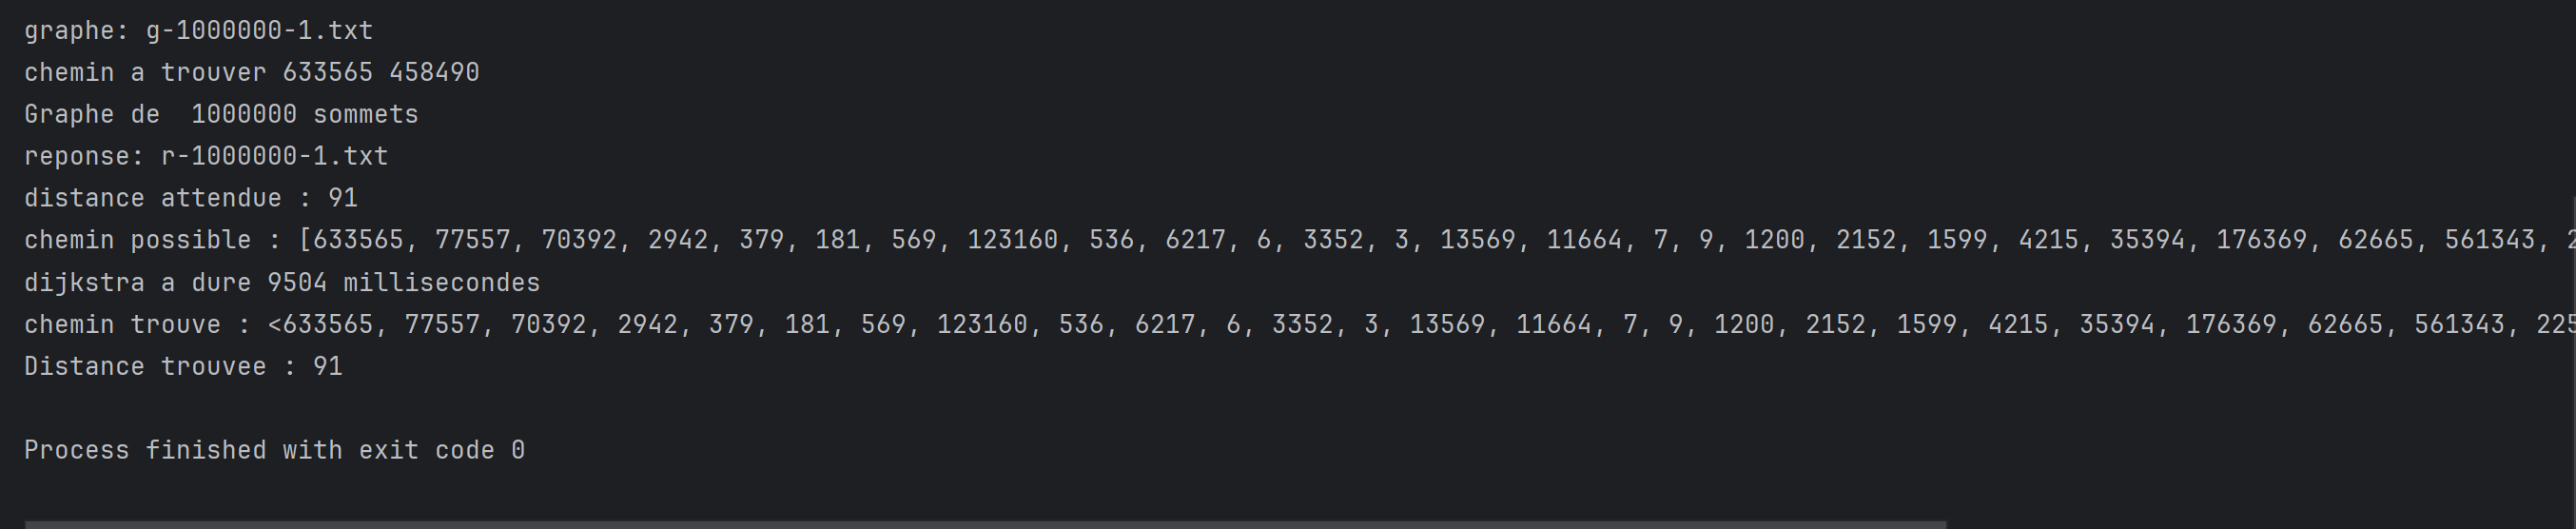 graphe: g-1000000-1.txt
chemin a trouver 633565 458490
Graphe de  1000000 sommets
reponse: r-1000000-1.txt
distance attendue : 91
chemin possible : [633565, 77557, 70392, 2942, 379, 181, 569, 123160, 536, 6217, 6, 3352, 3, 13569, 11664, 7, 9, 1200, 2152, 1599, 4215, 35394, 176369, 62665, 561343,
dijkstra a dure 9504 millisecondes
chemin trouve : <633565, 77557, 70392, 2942, 379, 181, 569, 123160, 536, 6217, 6, 3352, 3, 13569, 11664, 7, 9, 1200, 2152, 1599, 4215, 35394, 176369, 62665, 561343, 225
Distance trouvee : 91
Process finished with exit code 0